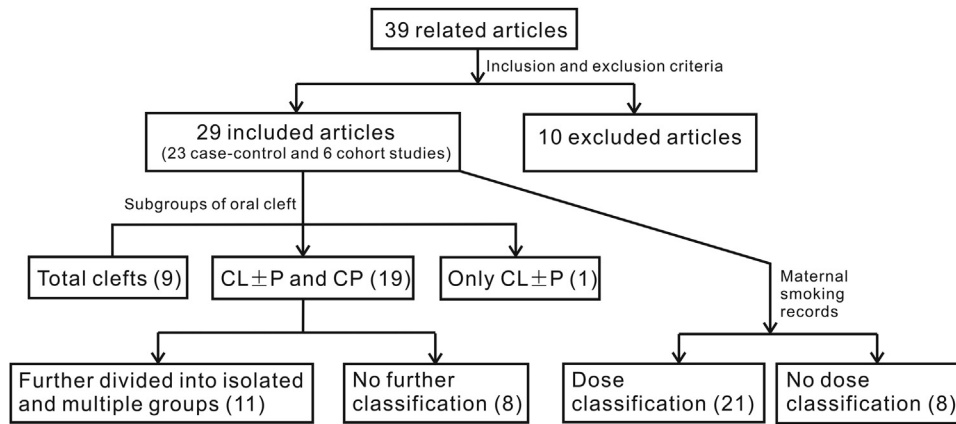 39 related articles
Inclusion and exclusion criteria
29 included articles
(23 case-control and 6 cohort studies)
10 excluded articles
Subgroups of oral cleft
Total clefts (9)
CL±P and CP (19)
Only CL±P (1)
Maternal
smoking
records
Further divided into isolated
and multiple groups (11)
No further
classification (8)
Dose
classification (21)
No dose
classification (8)